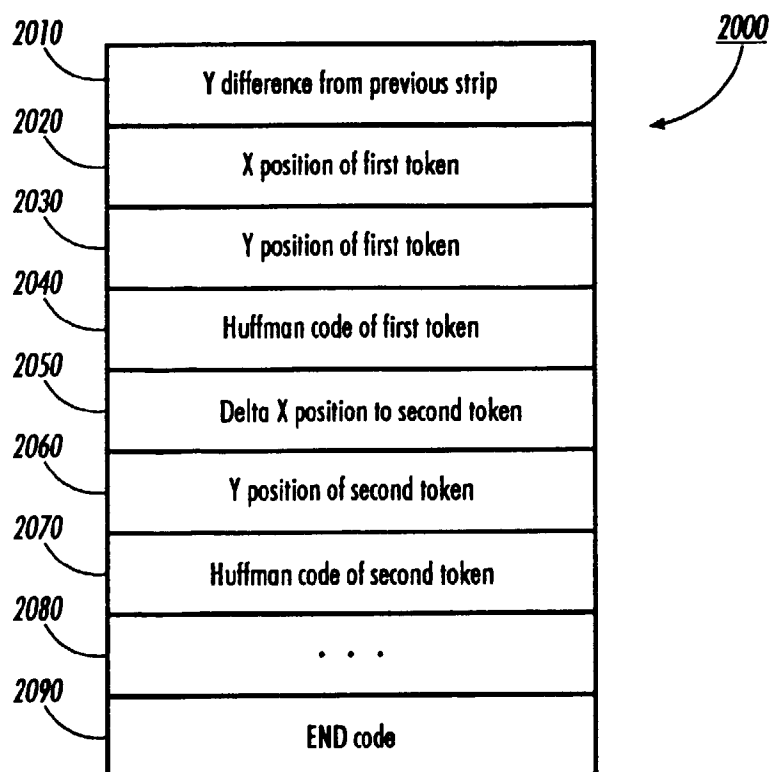 2000
2010
Y difference from previous strip
2020
X position of first token
2030
Y position of first token
2040
Huffman code of first token
2050
Delta X position to second token
2060
Y position of second token
2070
Huffman code of second token
2080
. . .
2090
END code